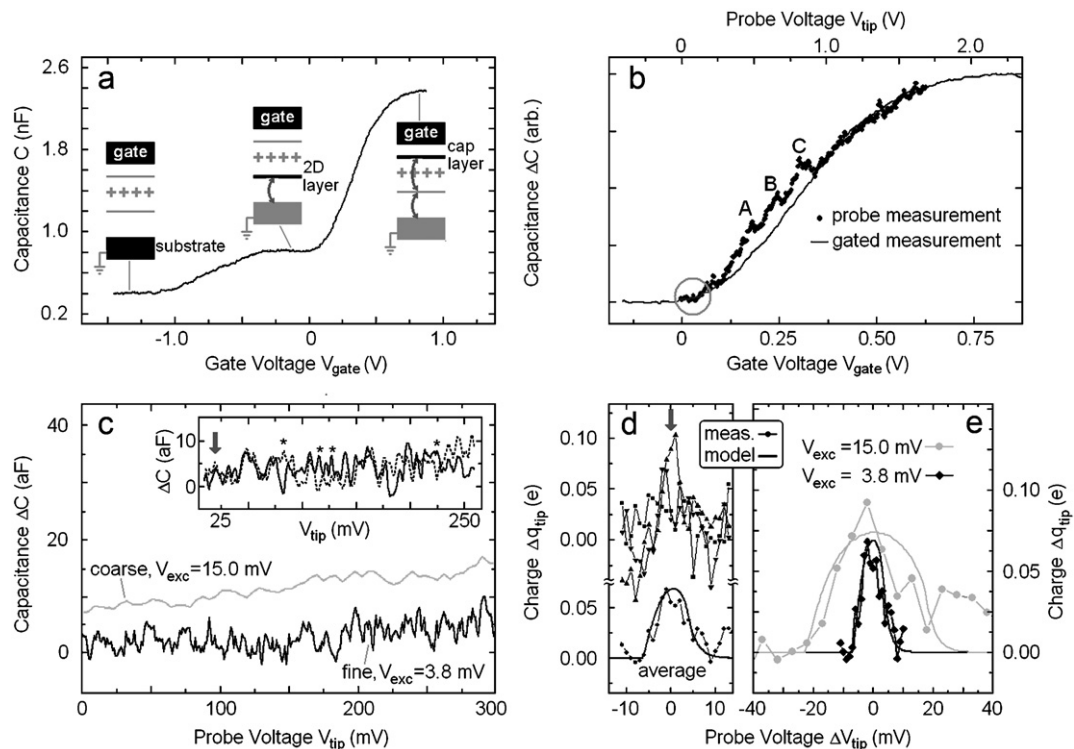 a
Capacitance C (nF)
2.6
1.8
1.0
0.2
gate
++++
substrate
gate
++++
2D
layer
gate
cap
layer
++++
-1.0
0
1.0
Gate Voltage Vgate (V)
Probe Voltage Vtip (V)
0
1
2
b
Capacitance ΔC (arb.)
A
B
C
probe measurement
gated measurement
0
0.25
0.50
0.75
Gate Voltage Vgate (V)
c
Capacitance ΔC (aF)
40
20
0
10
0
ΔC (aF)
*
*
*
*
25
250
Vtip (mV)
coarse, Vexc=15.0 mV
fine, Vexc=3.8 mV
0
100
200
300
Probe Voltage Vtip (mV)
d
Charge Δqtip (e)
0.10
0.05
0.00
0.05
0.00
meas.
model
average
-10
0
10
e
Vexc=15.0 mV
Vexc= 3.8 mV
0.10
0.05
0.00
Charge Δqtip (e)
-40
-20
0
20
40
Probe Voltage ΔVtip (mV)